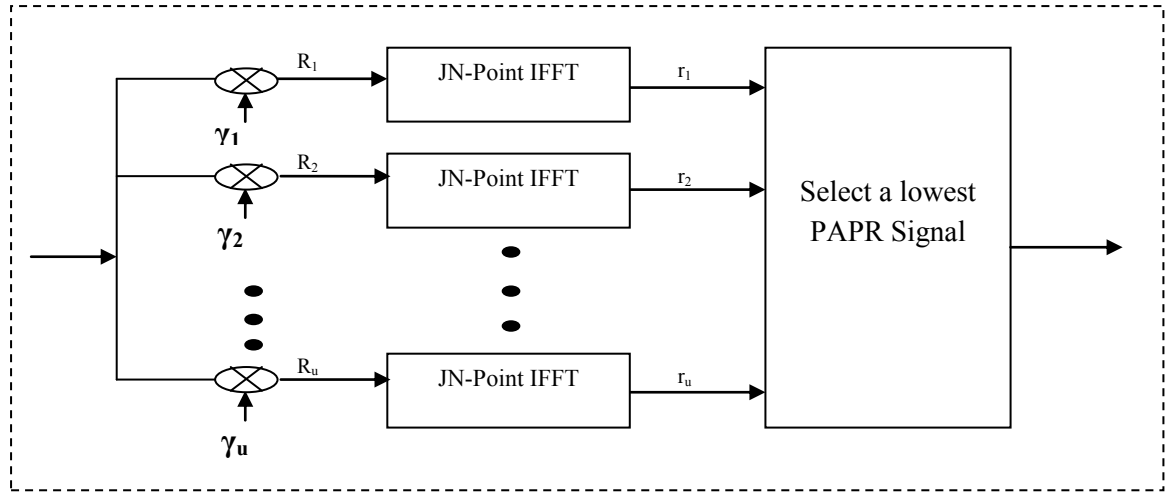 R₁ JN-Point IFFT r₁
γ₁
R₂ JN-Point IFFT r₂
γ₂
Select a lowest
PAPR Signal
Rᵤ JN-Point IFFT rᵤ
γᵤ